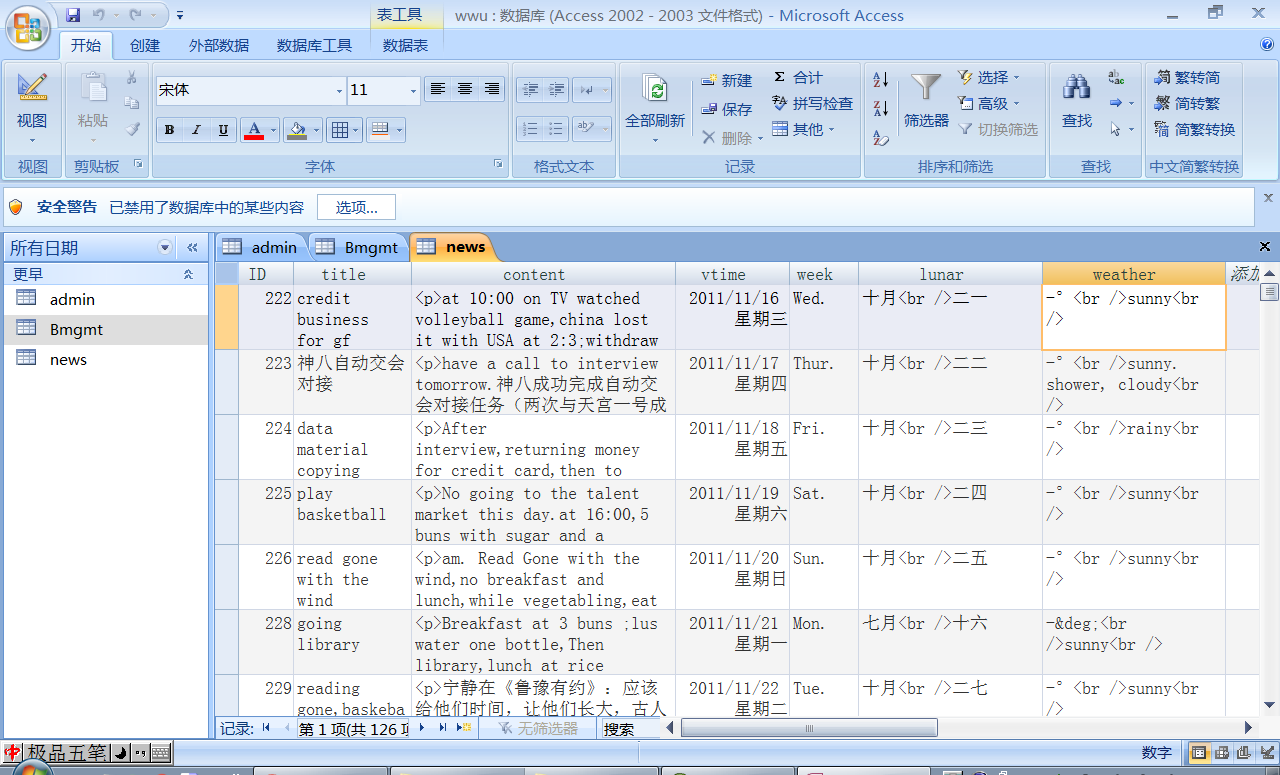 表工具
wwu : 数据库 (Access 2002 - 2003 文件格式) - Microsoft Access
开始 创建 外部数据 数据库工具 数据表
宋体 11 新建 Σ 合计 选择 繁转简
视图 粘贴 全部刷新 保存 拼写检查 筛选器 高级 查找 简转繁
B I U A 删除 其他 切换筛选 简繁转换
视图 剪贴板 字体 格式文本 记录 排序和筛选 查找 中文简繁转换
安全警告 已禁用了数据库中的某些内容 选项...
所有日期 «
更早
admin
Bmgmt
news
admin Bmgmt news
ID title content vtime week lunar weather 添加
222 credit <p>at 10:00 on TV watched 2011/11/16 Wed. 十月<br />二一 -° <br />sunny<br
business volleyball game,china lost 星期三 />
for gf it with USA at 2:3;withdraw
223 神八自动交会 <p>have a call to interview 2011/11/17 Thur. 十月<br />二二 -° <br />sunny.
对接 tomorrow.神八成功完成自动交 星期四 shower, cloudy<br
会对接任务（两次与天宫一号成 />
224 data <p>After 2011/11/18 Fri. 十月<br />二三 -° <br />rainy<br
material interview,returning money 星期五 />
copying for credit card,then to
225 play <p>No going to the talent 2011/11/19 Sat. 十月<br />二四 -° <br />sunny<br
basketball market this day.at 16:00,5 星期六 />
buns with sugar and a
226 read gone <p>am. Read Gone with the 2011/11/20 Sun. 十月<br />二五 -° <br />sunny<br
with the wind,no breakfast and 星期日 />
wind lunch,while vegetabling,eat
228 going <p>Breakfast at 3 buns ;lus 2011/11/21 Mon. 七月<br />十六 -&deg;<br
library water one bottle,Then 星期一 />sunny<br />
library,lunch at rice
229 reading <p>宁静在《鲁豫有约》：应该 2011/11/22 Tue. 十月<br />二七 -° <br />sunny<br
gone,baskeba 给他们时间，让他们长大，古人 星期二 />
记录: 第 1 项(共 126 项 无筛选器 搜索
中 极品五笔 数字